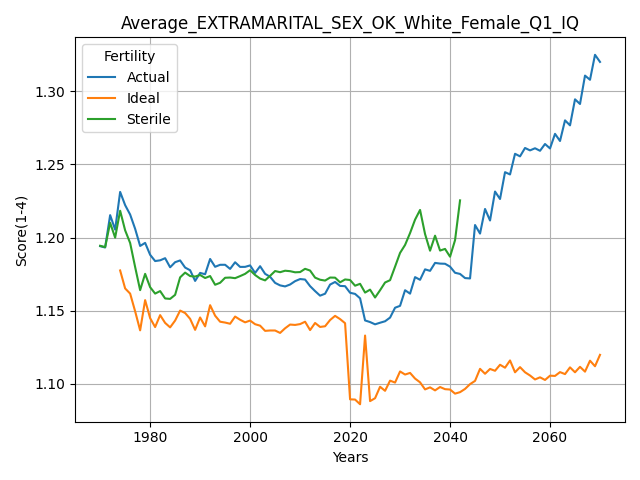 Average_EXTRAMARITAL_SEX_OK_White_Female_Q1_IQ
Fertility
Actual
Ideal
Sterile
Score(1-4)
1.30
1.25
1.20
1.15
1.10
1980
2000
2020
2040
2060
Years